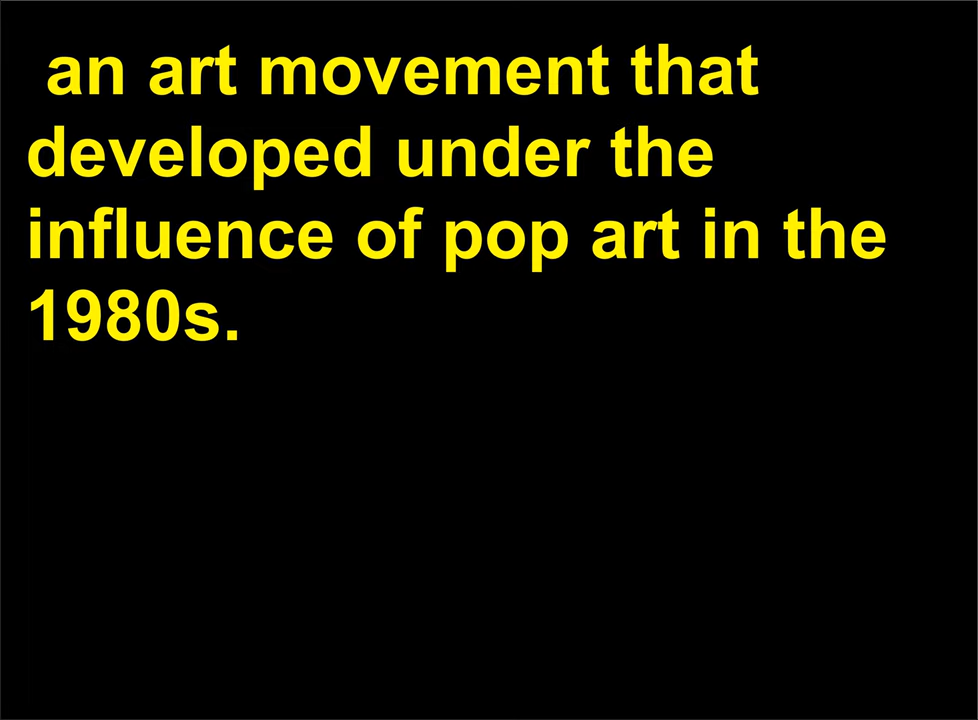 an art movement that
developed under the
influence of pop art in the
1980s.